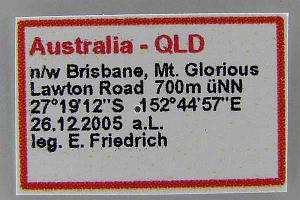 Australia - QLD
n/w Brisbane, Mt. Glorious
Lawton Road 700m üNN
27°19'12"S .152°44'57"E
26.12.2005 a.L.
leg. E. Friedrich